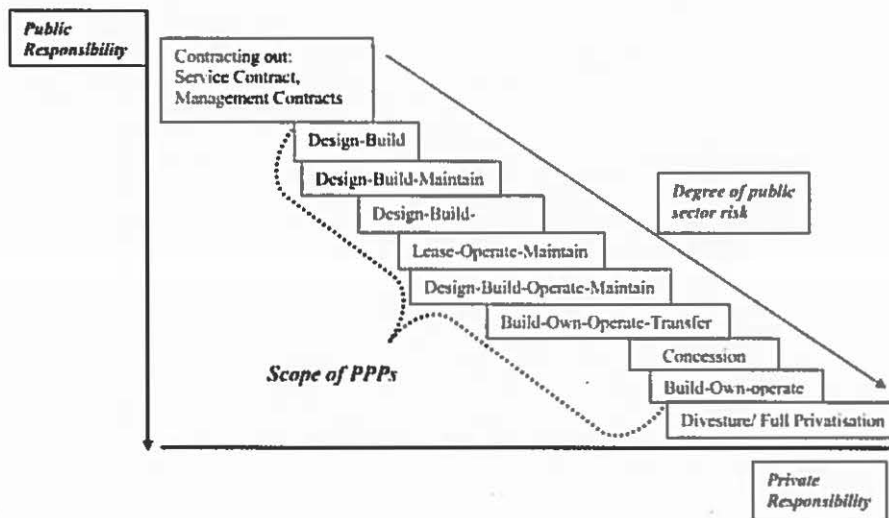 Public
Responsibility
Contracting out:
Service Contract,
Management Contracts
Design-Build
Design-Build-Maintain
Design-Build-
Degree of public
sector risk
Lease-Operate-Maintain
Design-Build-Operate-Maintain
Build-Own-Operate-Transfer
Concession
Scope of PPPs
Build-Own-operate
Divesture/ Full Privatisation
Private
Responsibility